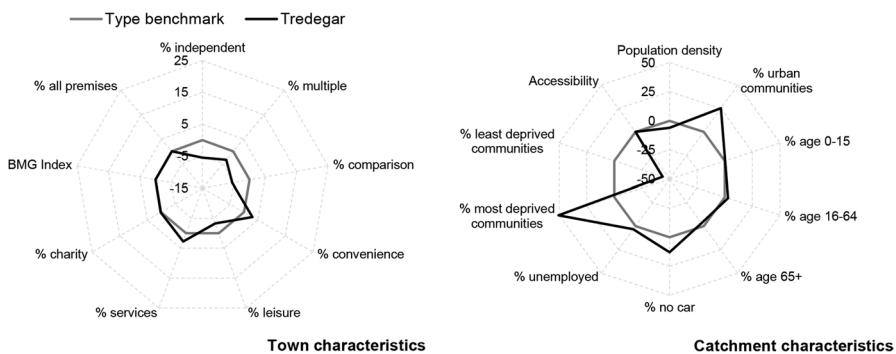 Type benchmark
Tredegar
% independent
25
15
5
-5
-15
% multiple
% comparison
% convenience
% leisure
% services
% charity
BMG Index
% all premises
Town characteristics
Population density
50
25
0
-25
-50
% urban
communities
% age 0-15
% age 16-64
% age 65+
% no car
% unemployed
% most deprived
communities
% least deprived
communities
Accessibility
Catchment characteristics